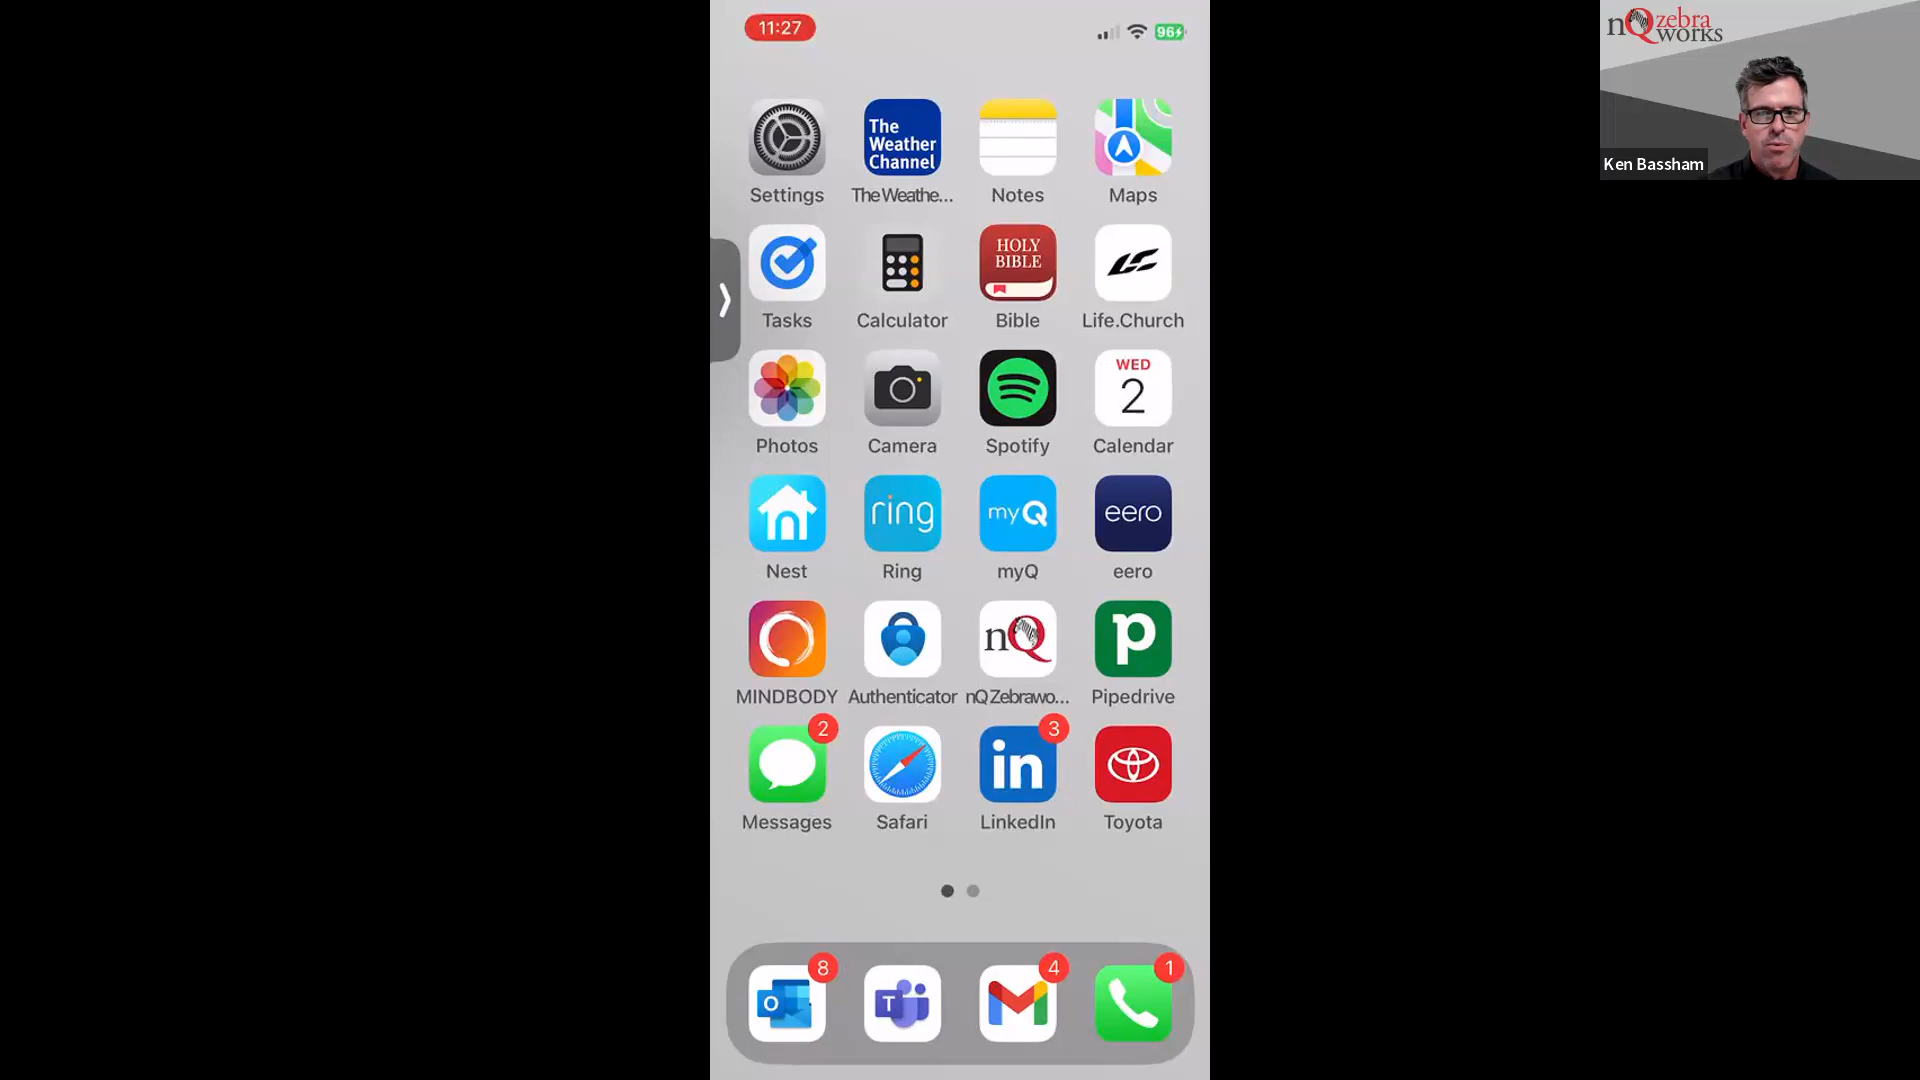 11:27
96
nQ zebra
works
Ken Bassham
The
Weather
Channel
Settings
The Weathe...
Notes
Maps
HOLY
BIBLE
Tasks
Calculator
Bible
Life.Church
WED
2
Photos
Camera
Spotify
Calendar
ring
myQ
eero
Nest
Ring
myQ
eero
nQ
p
MINDBODY
Authenticator
nQ Zebrawo...
Pipedrive
2
3
in
Messages
Safari
LinkedIn
Toyota
8
4
1
O
T